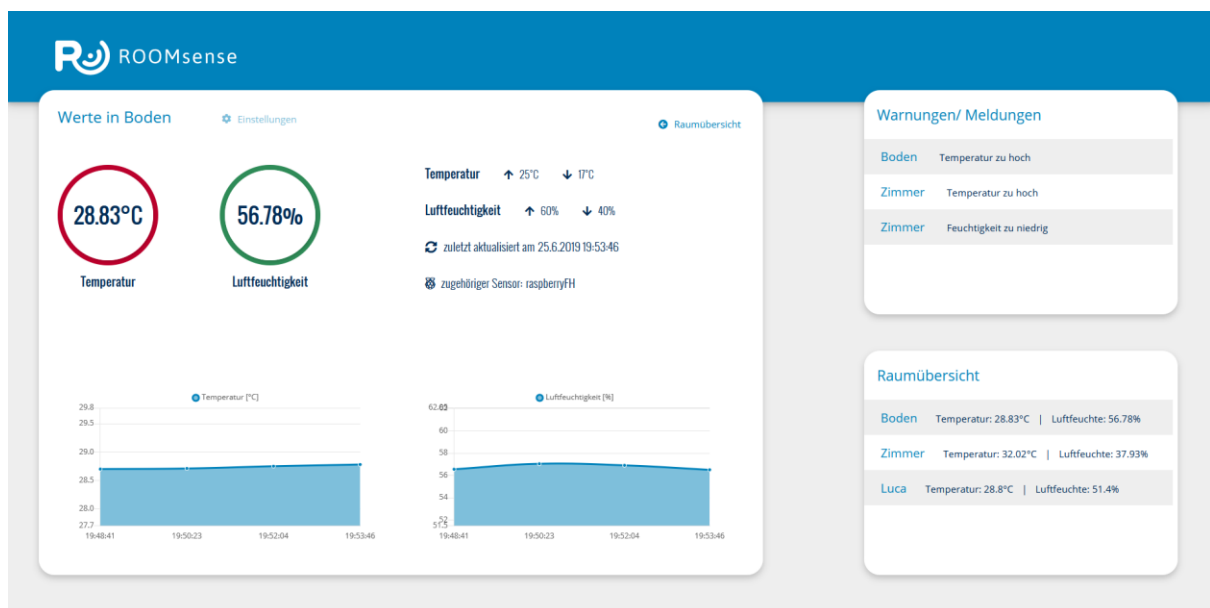 ROOMsense
Werte in Boden Einstellungen Raumübersicht
28.83°C 56.78%
Temperatur Luftfeuchtigkeit
Temperatur ↑ 25°C ↓ 17°C
Luftfeuchtigkeit ↑ 60% ↓ 40%
zuletzt aktualisiert am 25.6.2019 19:53:46
zugehöriger Sensor: raspberryFH
Temperatur [°C]
29.8
29.5
29.0
28.5
28.0
27.7
19:48:41 19:50:23 19:52:04 19:53:46
Luftfeuchtigkeit [%]
60
58
56
54
52
51.5
19:48:41 19:50:23 19:52:04 19:53:46
Warnungen/ Meldungen
Boden Temperatur zu hoch
Zimmer Temperatur zu hoch
Zimmer Feuchtigkeit zu niedrig
Raumübersicht
Boden Temperatur: 28.83°C | Luftfeuchte: 56.78%
Zimmer Temperatur: 32.02°C | Luftfeuchte: 37.93%
Luca Temperatur: 28.8°C | Luftfeuchte: 51.4%